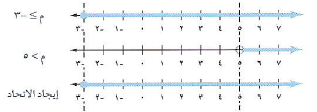 م ≥ -٣
-٣ -٢ -١ ٠ ١ ٢ ٣ ٤ ٥ ٦ ٧
م > ٥
-٣ -٢ -١ ٠ ١ ٢ ٣ ٤ ٥ ٦ ٧
إيجاد الاتحاد
-٣ -٢ -١ ٠ ١ ٢ ٣ ٤ ٥ ٦ ٧